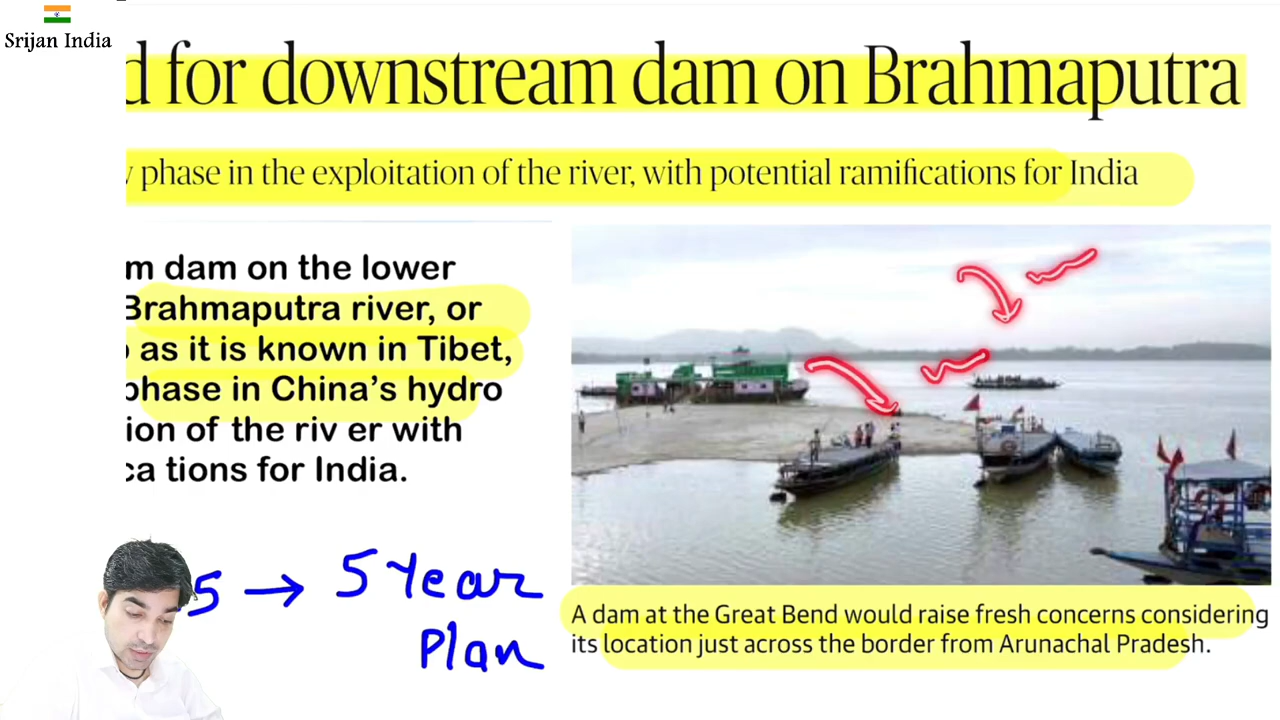 Srijan India
d for downstream dam on Brahmaputra
phase in the exploitation of the river, with potential ramifications for India
m dam on the lower
Brahmaputra river, or
as it is known in Tibet,
phase in China's hydro
ion of the riv er with
ca tions for India.
5 → 5 Year
Plan
A dam at the Great Bend would raise fresh concerns considering
its location just across the border from Arunachal Pradesh.